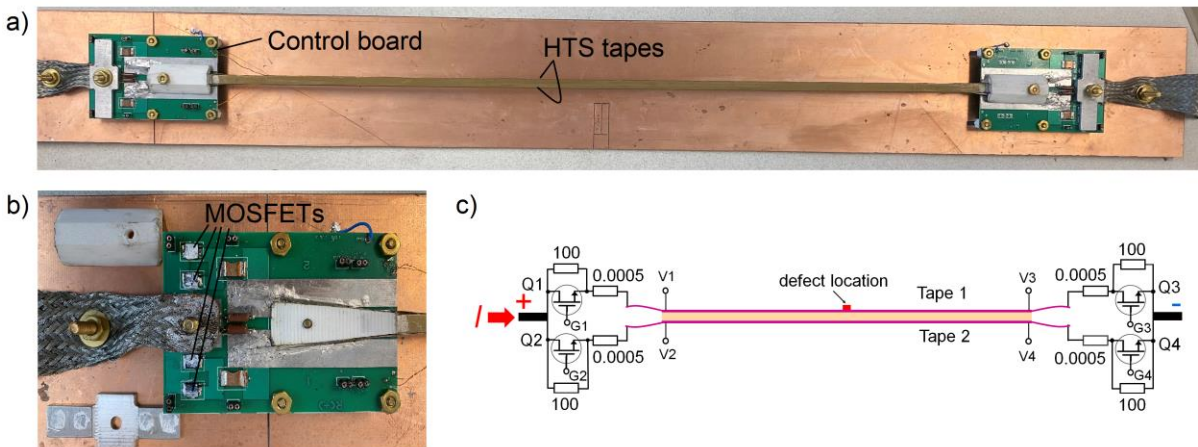 a)
Control board
HTS tapes
b)
MOSFETs
c)
100
Q1
0.0005
+
I
G1
Q2
0.0005
G2
100
V1
V2
defect location
Tape 1
Tape 2
V3
V4
100
0.0005
Q3
-
G3
Q4
0.0005
G4
100